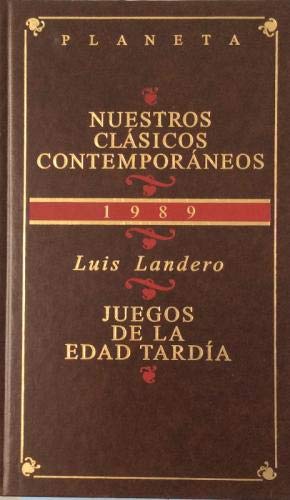 PLANETA
NUESTROS
CLÁSICOS
CONTEMPORÁNEOS
1989
Luis Landero
JUEGOS
DE LA
EDAD TARDÍA